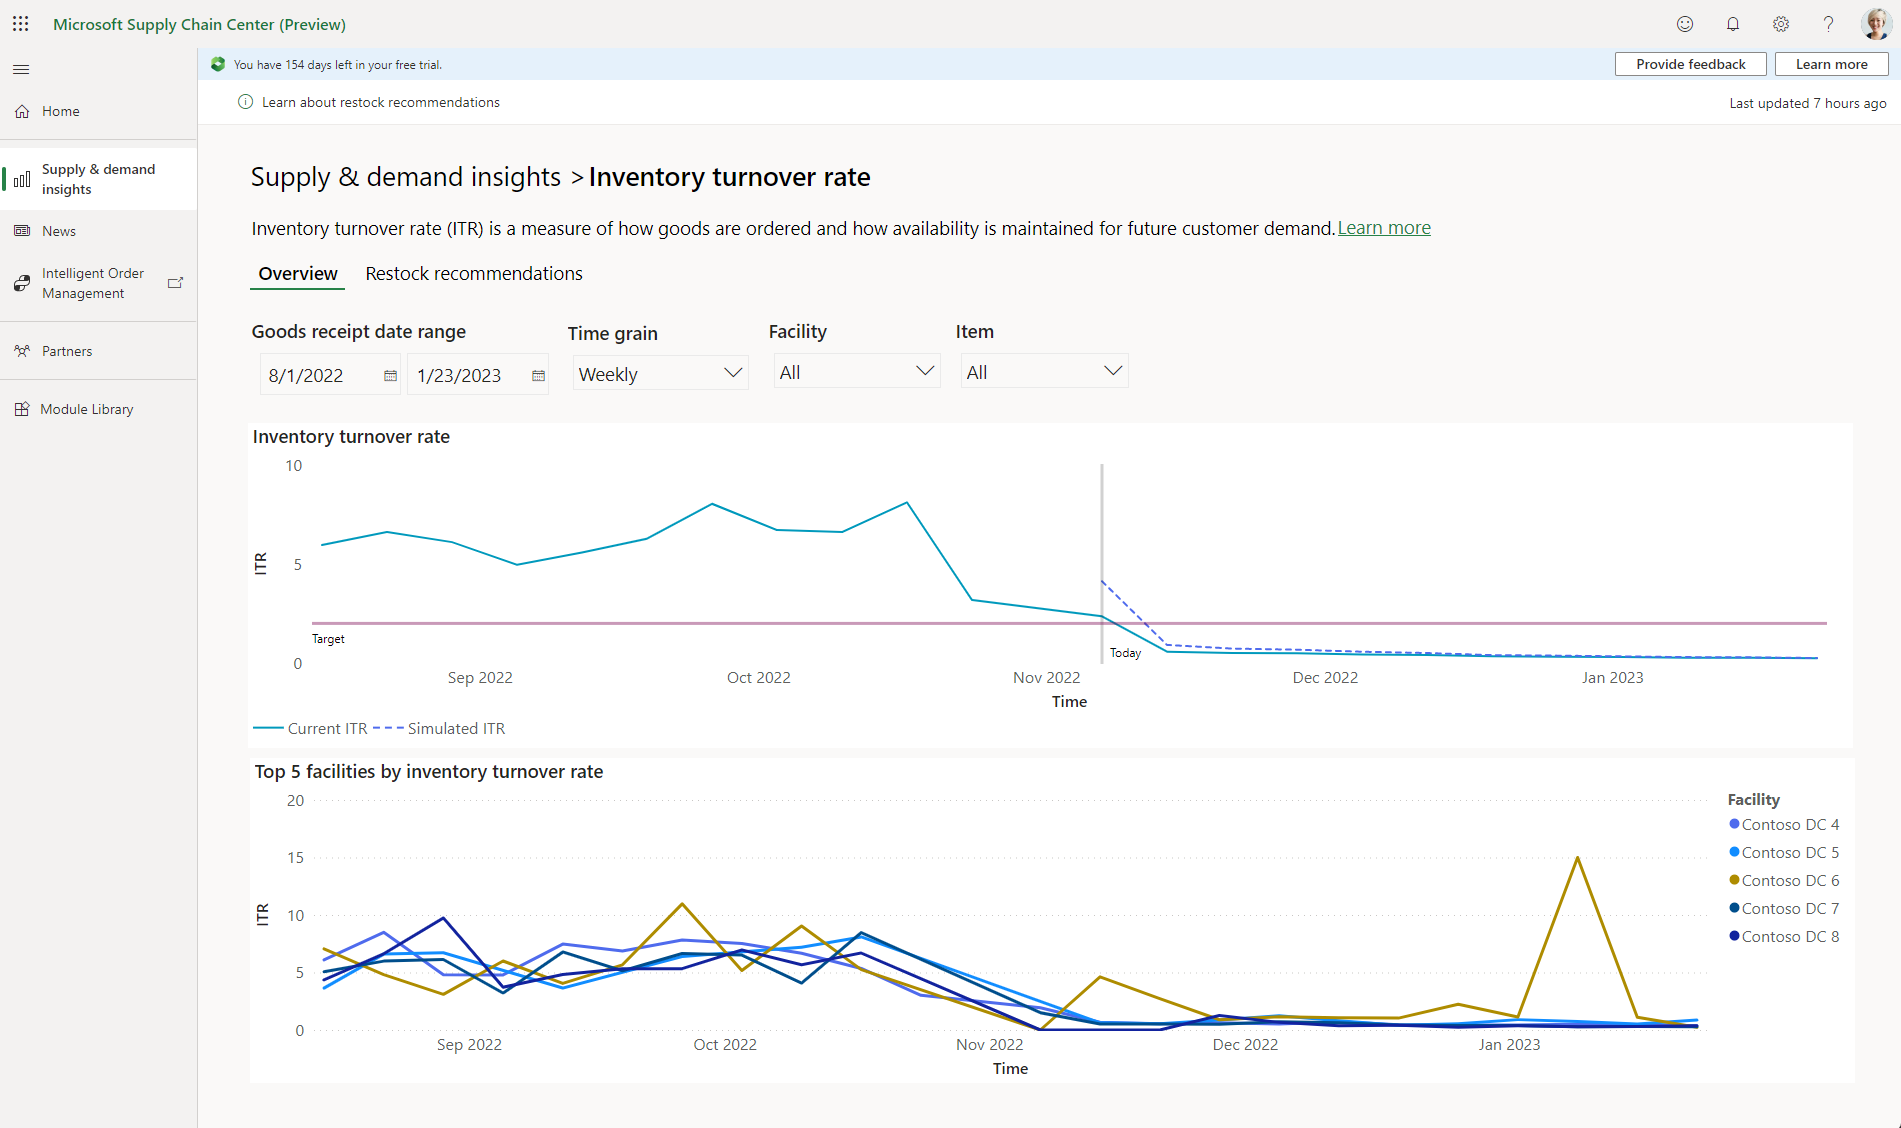 Microsoft Supply Chain Center (Preview)
You have 154 days left in your free trial.
Provide feedback
Learn more
Learn about restock recommendations
Last updated 7 hours ago
Home
Supply & demand
insights
News
Intelligent Order
Management
Partners
Module Library
Supply & demand insights > Inventory turnover rate
Inventory turnover rate (ITR) is a measure of how goods are ordered and how availability is maintained for future customer demand. Learn more
Overview
Restock recommendations
Goods receipt date range
Time grain
Facility
Item
8/1/2022
1/23/2023
Weekly
All
All
Inventory turnover rate
10
5
0
ITR
Target
Today
Sep 2022
Oct 2022
Nov 2022
Dec 2022
Jan 2023
Time
Current ITR
Simulated ITR
Top 5 facilities by inventory turnover rate
20
15
10
5
0
ITR
Sep 2022
Oct 2022
Nov 2022
Dec 2022
Jan 2023
Time
Facility
Contoso DC 4
Contoso DC 5
Contoso DC 6
Contoso DC 7
Contoso DC 8